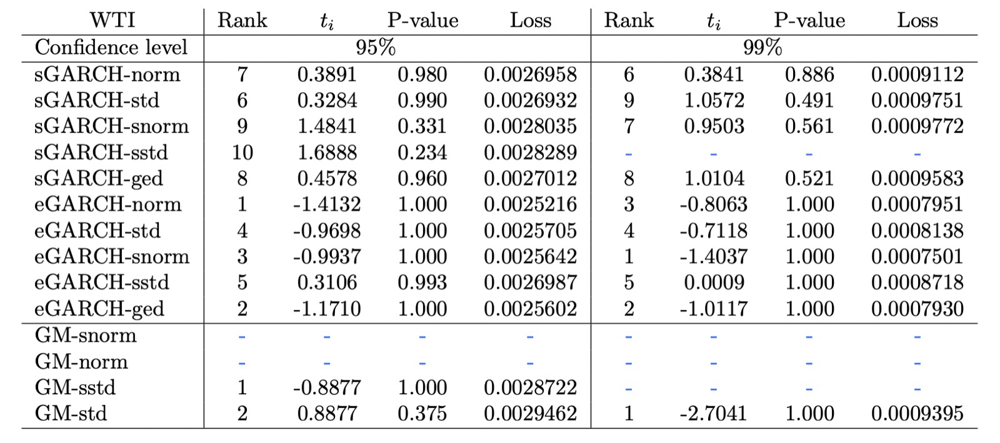 WTI Rank tᵢ P-value Loss Rank tᵢ P-value Loss
Confidence level 95% 99%
sGARCH-norm 7 0.3891 0.980 0.0026958 6 0.3841 0.886 0.0009112
sGARCH-std 6 0.3284 0.990 0.0026932 9 1.0572 0.491 0.0009751
sGARCH-snorm 9 1.4841 0.331 0.0028035 7 0.9503 0.561 0.0009772
sGARCH-sstd 10 1.6888 0.234 0.0028289 - - - -
sGARCH-ged 8 0.4578 0.960 0.0027012 8 1.0104 0.521 0.0009583
eGARCH-norm 1 -1.4132 1.000 0.0025216 3 -0.8063 1.000 0.0007951
eGARCH-std 4 -0.9698 1.000 0.0025705 4 -0.7118 1.000 0.0008138
eGARCH-snorm 3 -0.9937 1.000 0.0025642 1 -1.4037 1.000 0.0007501
eGARCH-sstd 5 0.3106 0.993 0.0026987 5 0.0009 1.000 0.0008718
eGARCH-ged 2 -1.1710 1.000 0.0025602 2 -1.0117 1.000 0.0007930
GM-snorm - - - - - - - -
GM-norm - - - - - - - -
GM-sstd 1 -0.8877 1.000 0.0028722 - - - -
GM-std 2 0.8877 0.375 0.0029462 1 -2.7041 1.000 0.0009395